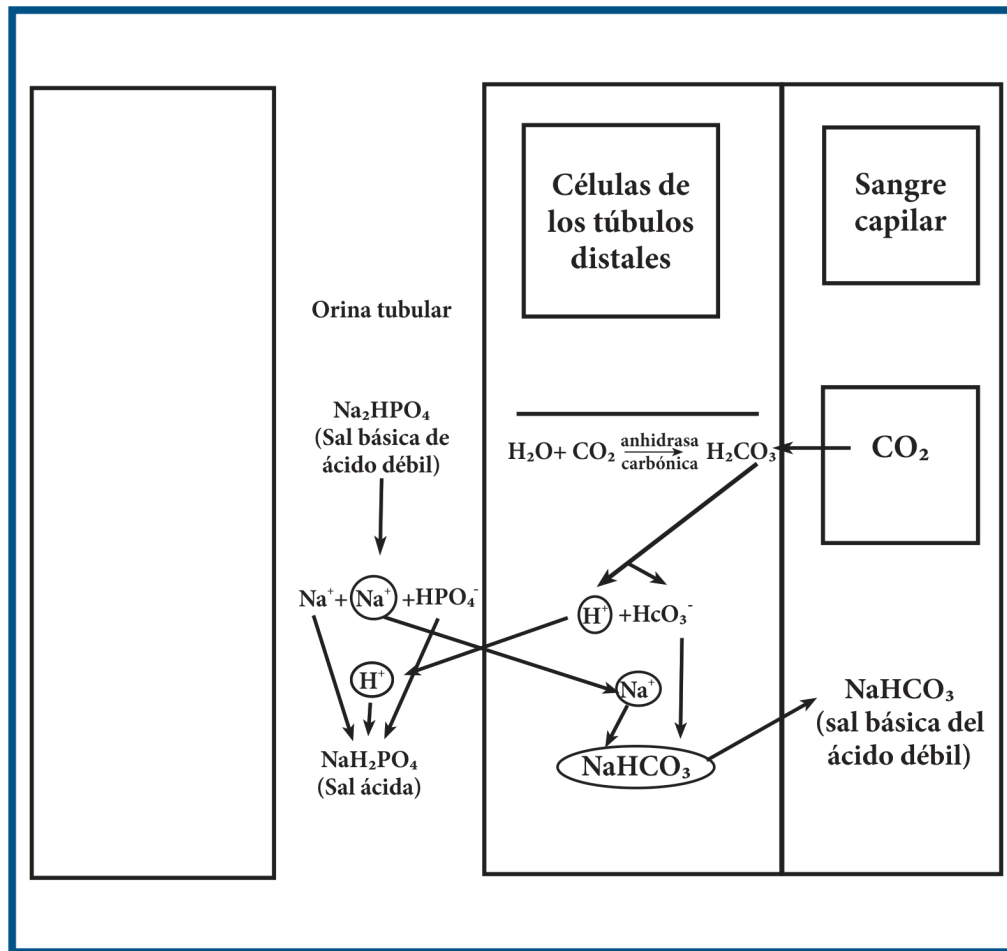 Células de
los túbulos
distales
Sangre
capilar
Orina tubular
Na₂HPO₄
(Sal básica de
ácido débil)
H₂O+ CO₂ anhidrasa carbónica H₂CO₃
CO₂
Na⁺+ Na⁺ +HPO₄⁻
H⁺ +HcO₃⁻
H⁺
Na⁺
NaH₂PO₄
(Sal ácida)
NaHCO₃
NaHCO₃
(sal básica del
ácido débil)